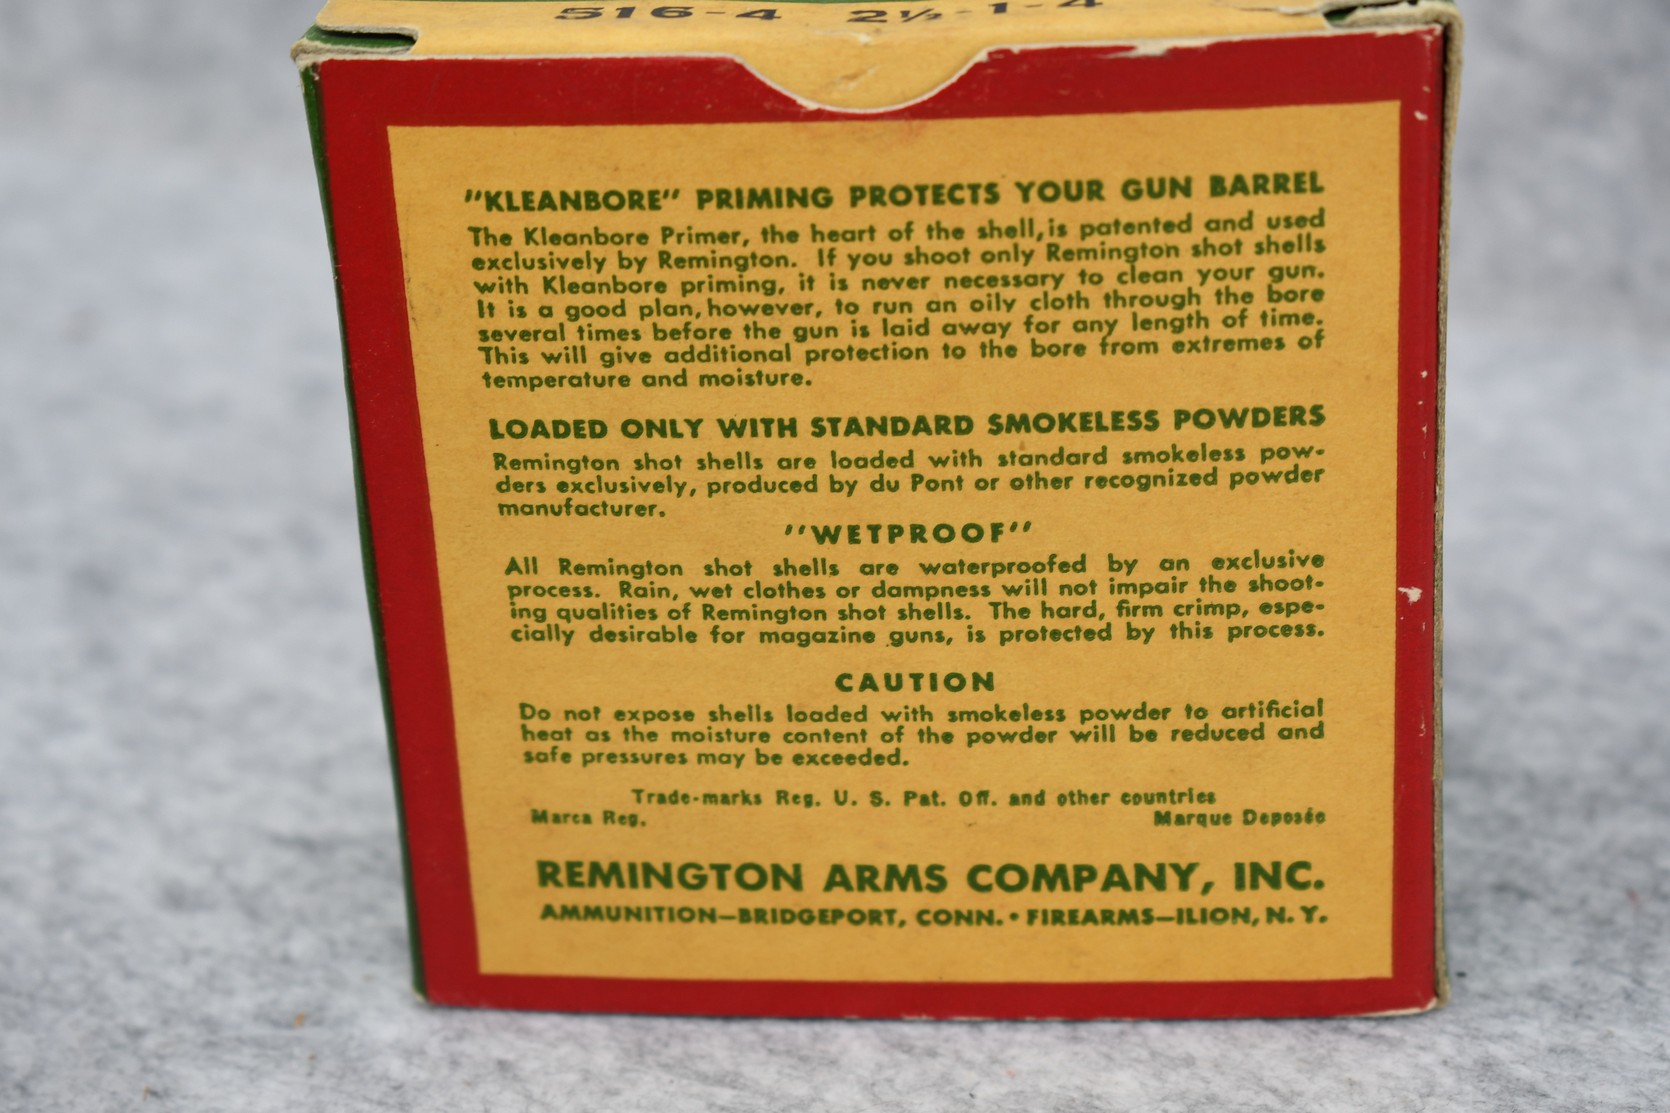 516-4 2½-1-4
"KLEANBORE" PRIMING PROTECTS YOUR GUN BARREL
The Kleanbore Primer, the heart of the shell, is patented and used
exclusively by Remington. If you shoot only Remington shot shells
with Kleanbore priming, it is never necessary to clean your gun.
It is a good plan, however, to run an oily cloth through the bore
several times before the gun is laid away for any length of time.
This will give additional protection to the bore from extremes of
temperature and moisture.
LOADED ONLY WITH STANDARD SMOKELESS POWDERS
Remington shot shells are loaded with standard smokeless pow-
ders exclusively, produced by du Pont or other recognized powder
manufacturer.
"WETPROOF"
All Remington shot shells are waterproofed by an exclusive
process. Rain, wet clothes or dampness will not impair the shoot-
ing qualities of Remington shot shells. The hard, firm crimp, espe-
cially desirable for magazine guns, is protected by this process.
CAUTION
Do not expose shells loaded with smokeless powder to artificial
heat as the moisture content of the powder will be reduced and
safe pressures may be exceeded.
Trade-marks Reg. U. S. Pat. Off. and other countries
Marca Reg. Marque Deposée
REMINGTON ARMS COMPANY, INC.
AMMUNITION—BRIDGEPORT, CONN. • FIREARMS—ILION, N. Y.